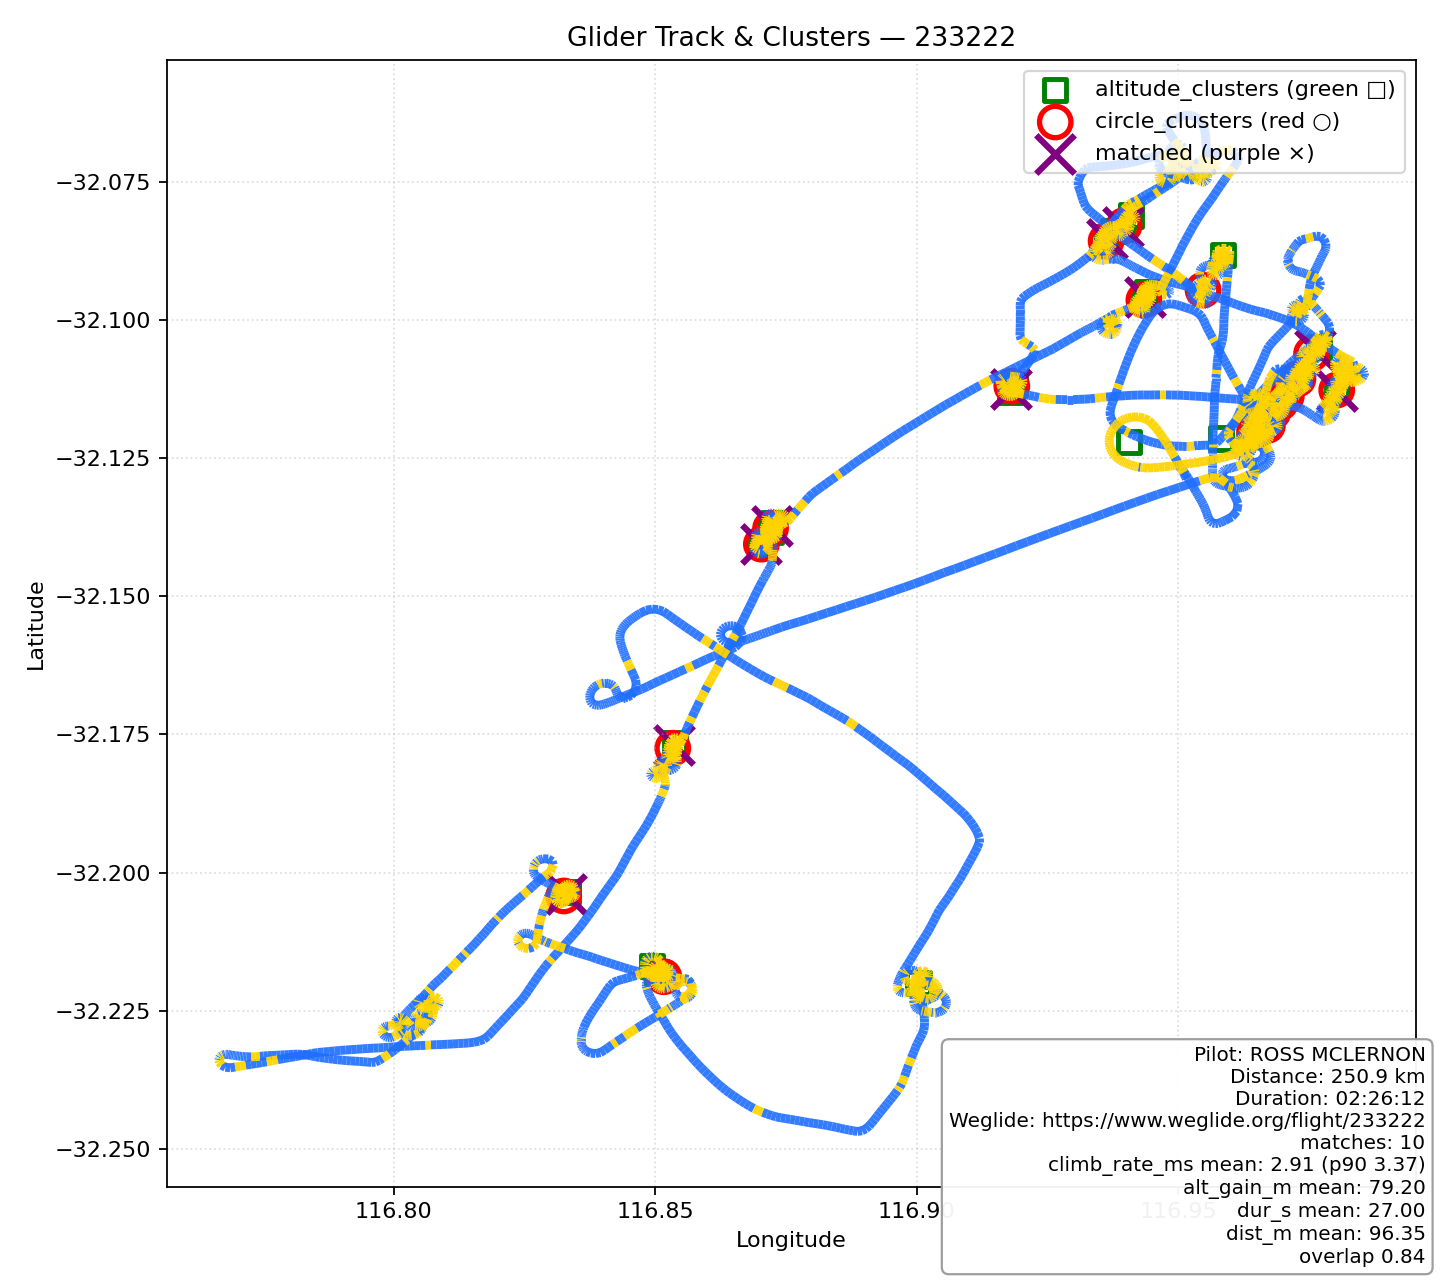 Glider Track & Clusters — 233222
altitude_clusters (green □)
circle_clusters (red ○)
matched (purple ×)
−32.075
−32.100
−32.125
−32.150
−32.175
−32.200
−32.225
−32.250
Latitude
116.80
116.85
116.90
116.95
Longitude
Pilot: ROSS MCLERNON
Distance: 250.9 km
Duration: 02:26:12
Weglide: https://www.weglide.org/flight/233222
matches: 10
climb_rate_ms mean: 2.91 (p90 3.37)
alt_gain_m mean: 79.20
dur_s mean: 27.00
dist_m mean: 96.35
overlap 0.84